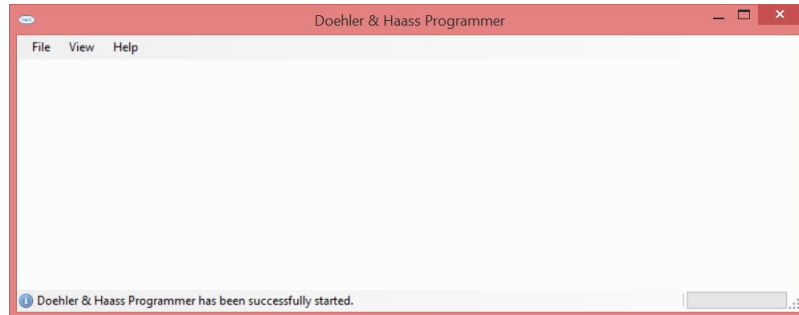 Doehler & Haass Programmer
File View Help
Doehler & Haass Programmer has been successfully started.